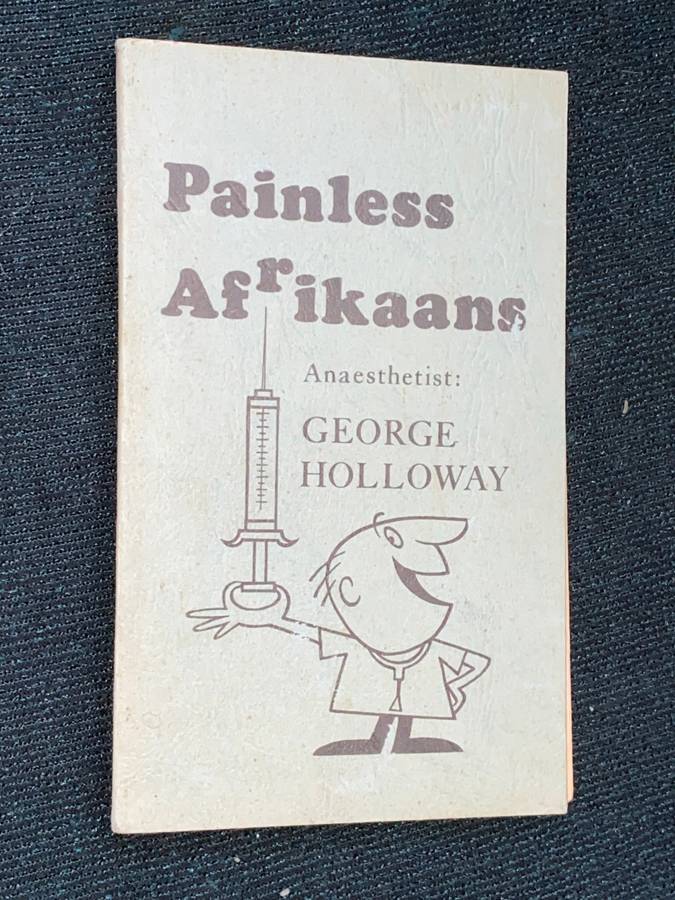 Painless
Afrikaans
Anaesthetist:
GEORGE
HOLLOWAY